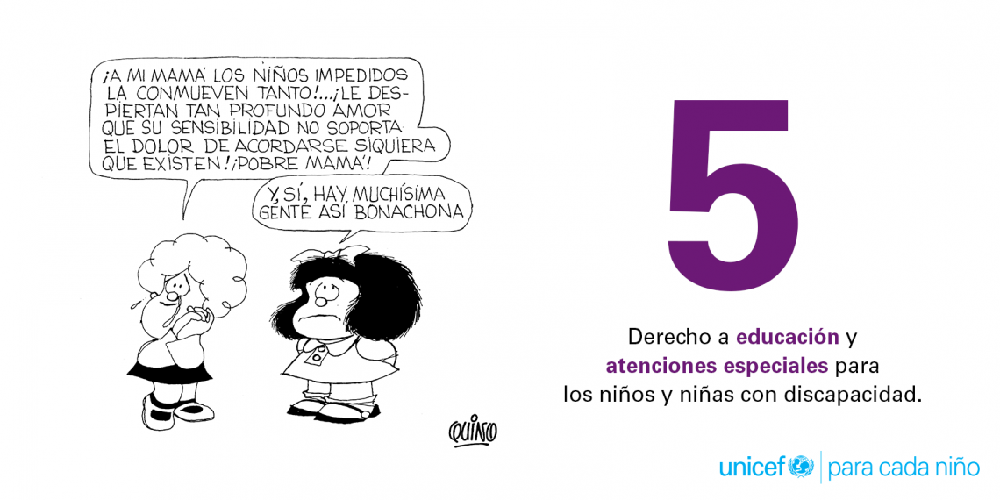 ¡A MI MAMÁ LOS NIÑOS IMPEDIDOS
LA CONMUEVEN TANTO!...¡LE DES-
PIERTAN TAN PROFUNDO AMOR
QUE SU SENSIBILIDAD NO SOPORTA
EL DOLOR DE ACORDARSE SIQUIERA
QUE EXISTEN!¡POBRE MAMÁ!
Y, SÍ, HAY MUCHÍSIMA
GENTE ASÍ BONACHONA
QUINO
5
Derecho a educación y
atenciones especiales para
los niños y niñas con discapacidad.
unicef para cada niño